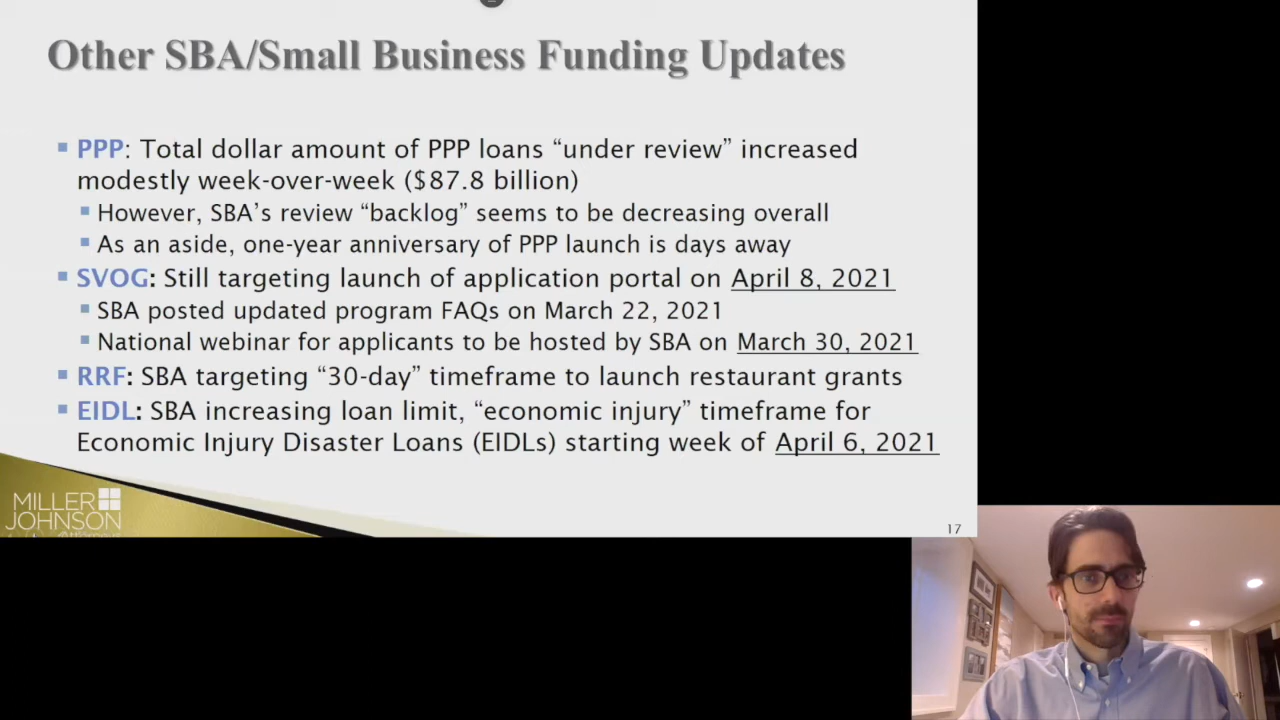 Other SBA/Small Business Funding Updates
▪ PPP: Total dollar amount of PPP loans “under review” increased
modestly week-over-week ($87.8 billion)
▪ However, SBA’s review “backlog” seems to be decreasing overall
▪ As an aside, one-year anniversary of PPP launch is days away
▪ SVOG: Still targeting launch of application portal on April 8, 2021
▪ SBA posted updated program FAQs on March 22, 2021
▪ National webinar for applicants to be hosted by SBA on March 30, 2021
▪ RRF: SBA targeting “30-day” timeframe to launch restaurant grants
▪ EIDL: SBA increasing loan limit, “economic injury” timeframe for
Economic Injury Disaster Loans (EIDLs) starting week of April 6, 2021
MILLER
JOHNSON
17